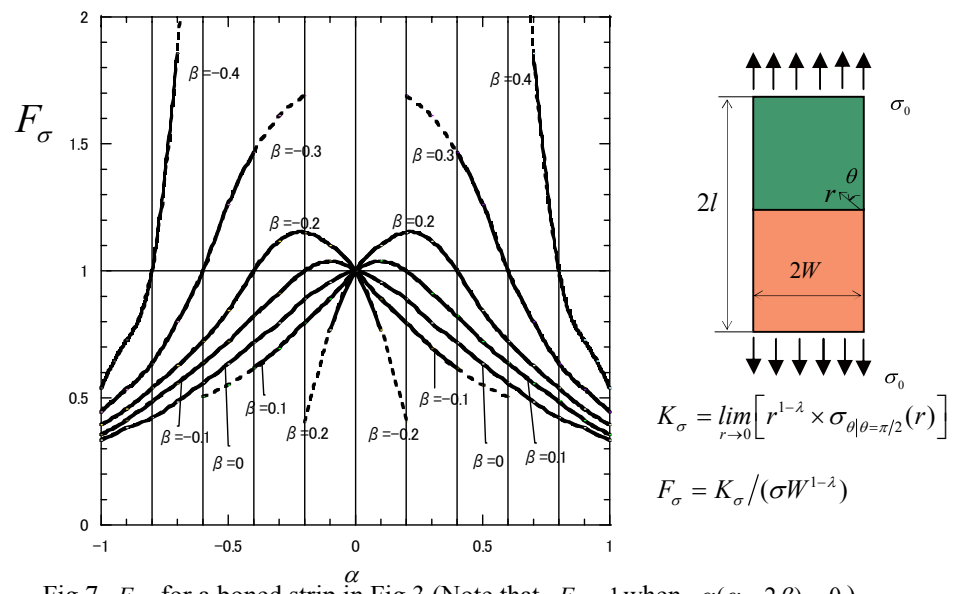 2
β=-0.4
β=0.4
σ₀
F_σ
1.5
β=-0.3
β=0.3
θ
r
2l
β=-0.2
β=0.2
1
2W
0.5
β=0.1
β=-0.1
β=-0.1
β=0.2
β=-0.2
β=0
β=0
β=0.1
σ₀
K_σ = lim_{r→0}[r^{1-λ} × σ_{θ|θ=π/2}(r)]
F_σ = K_σ/(σW^{1-λ})
0
-1
-0.5
0
0.5
1
α